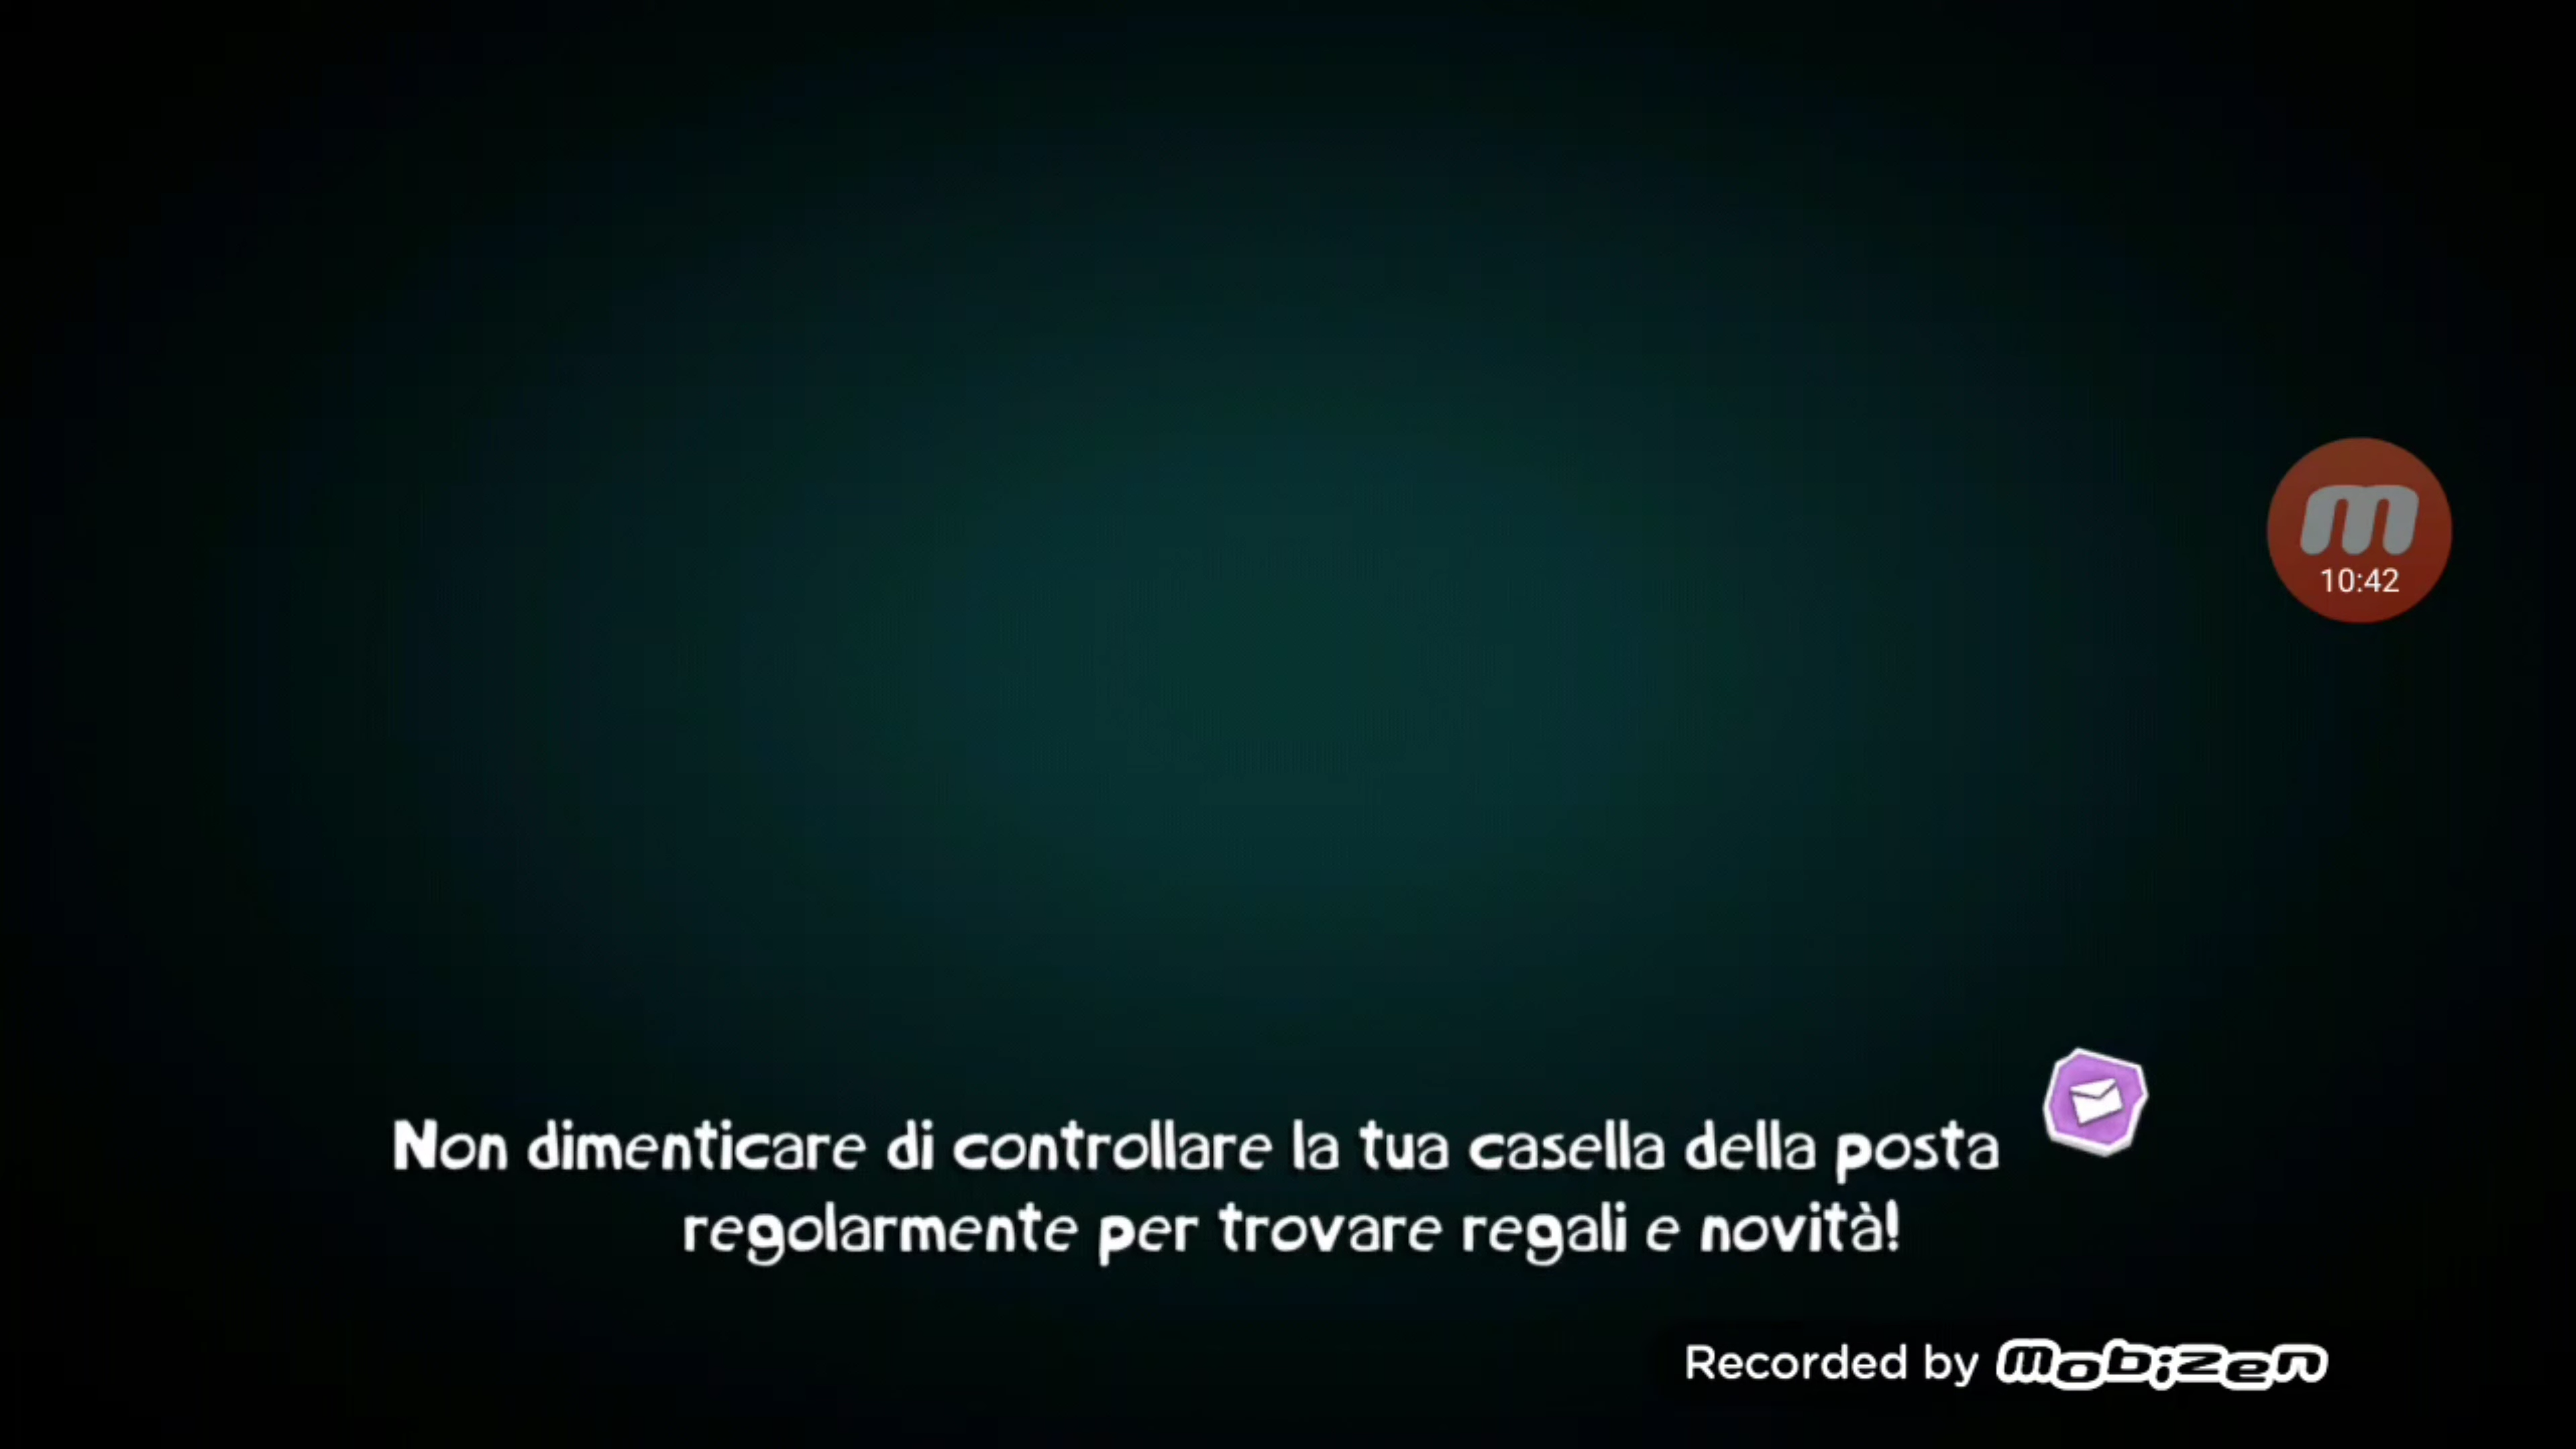 m
10:42
Non dimenticare di controllare la tua casella della posta
regolarmente per trovare regali e novità!
Recorded by mobizen